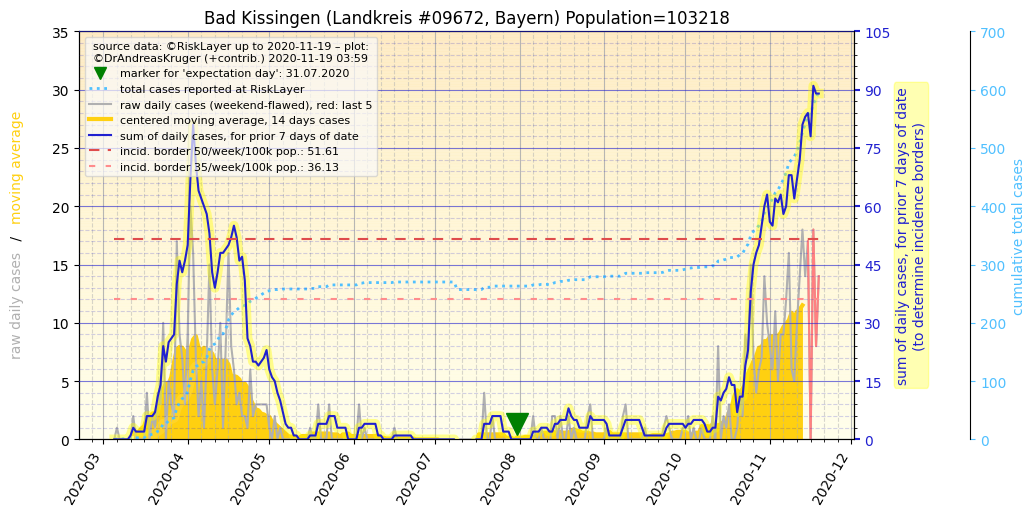 Bad Kissingen (Landkreis #09672, Bayern) Population=103218
source data: ©RiskLayer up to 2020-11-19 – plot:
©DrAndreasKruger (+contrib.) 2020-11-19 03:59
marker for 'expectation day': 31.07.2020
total cases reported at RiskLayer
raw daily cases (weekend-flawed), red: last 5
centered moving average, 14 days cases
sum of daily cases, for prior 7 days of date
incid. border 50/week/100k pop.: 51.61
incid. border 35/week/100k pop.: 36.13
raw daily cases / moving average
35
30
25
20
15
10
5
0
105
90
75
60
45
30
15
0
sum of daily cases, for prior 7 days of date
(to determine incidence borders)
700
600
500
400
300
200
100
0
cumulative total cases
2020-03
2020-04
2020-05
2020-06
2020-07
2020-08
2020-09
2020-10
2020-11
2020-12